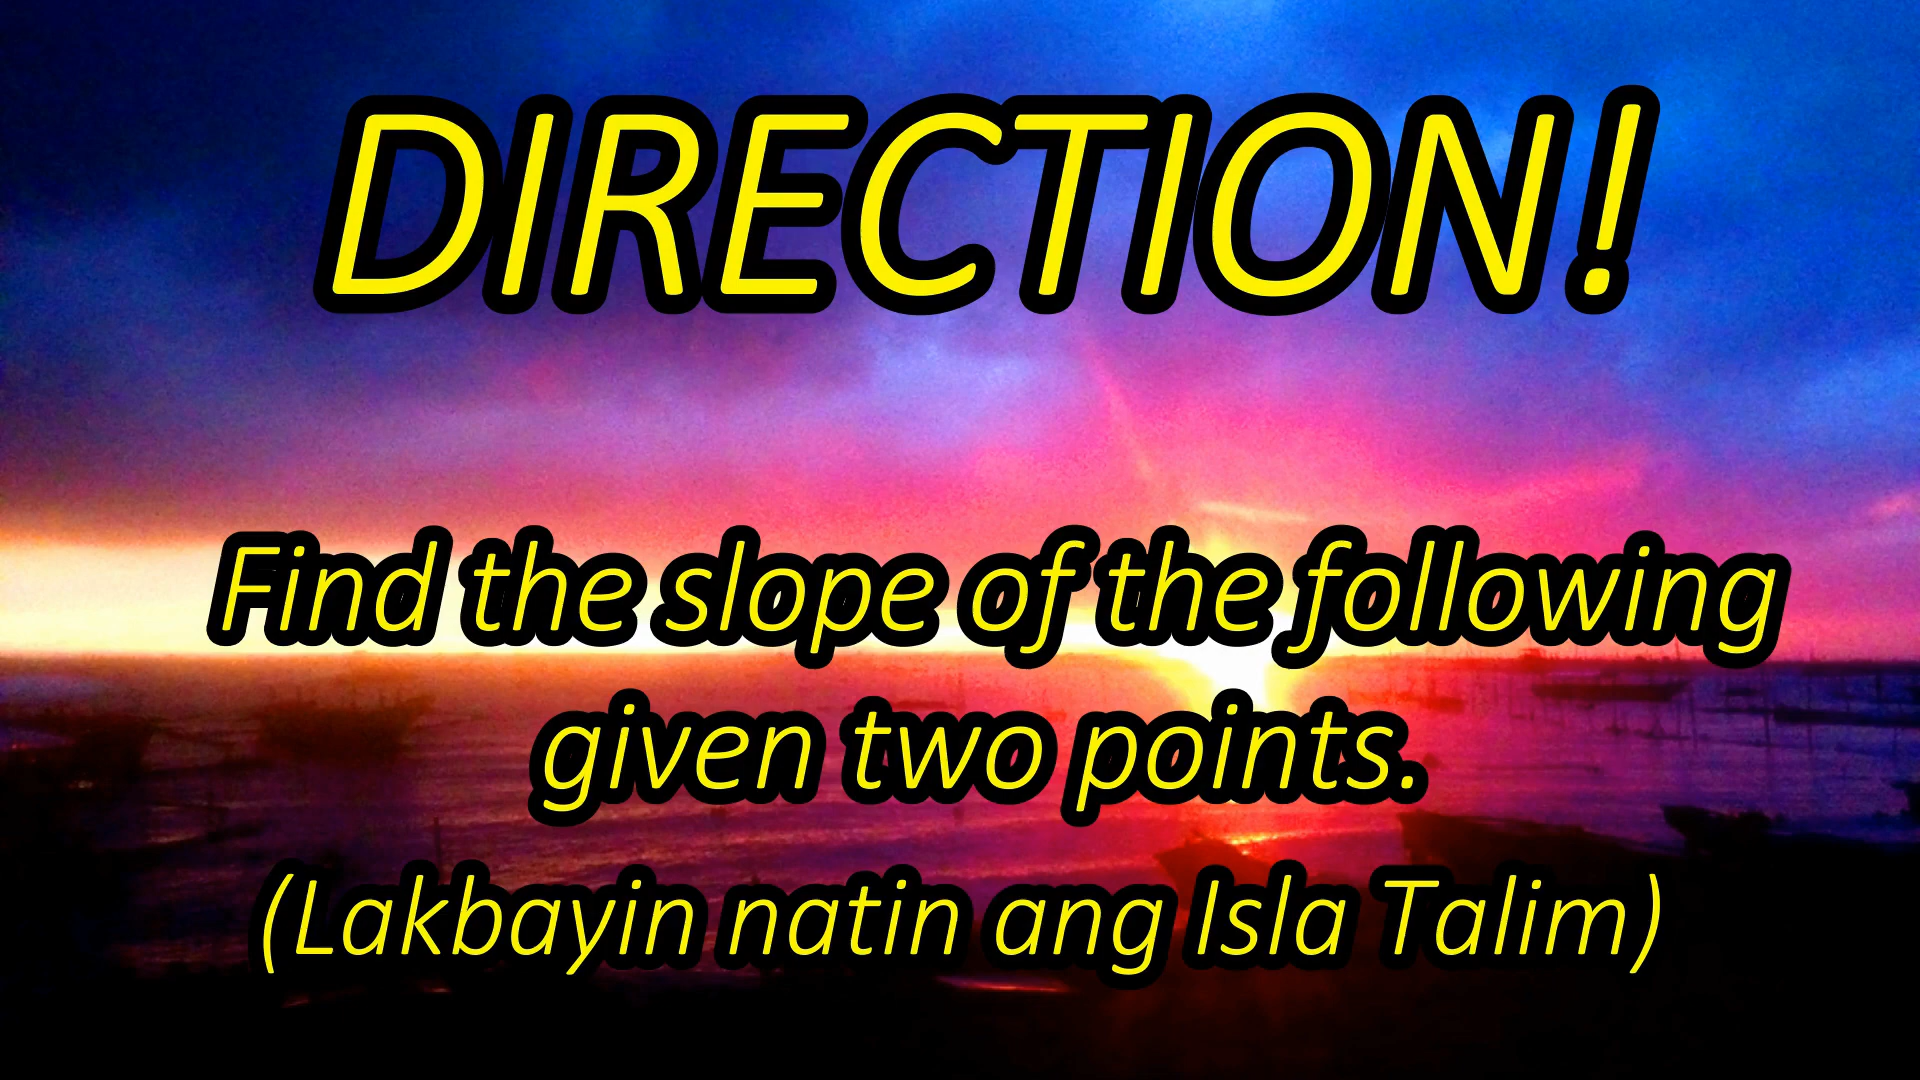 DIRECTION!
Find the slope of the following
given two points.
(Lakbayin natin ang Isla Talim)